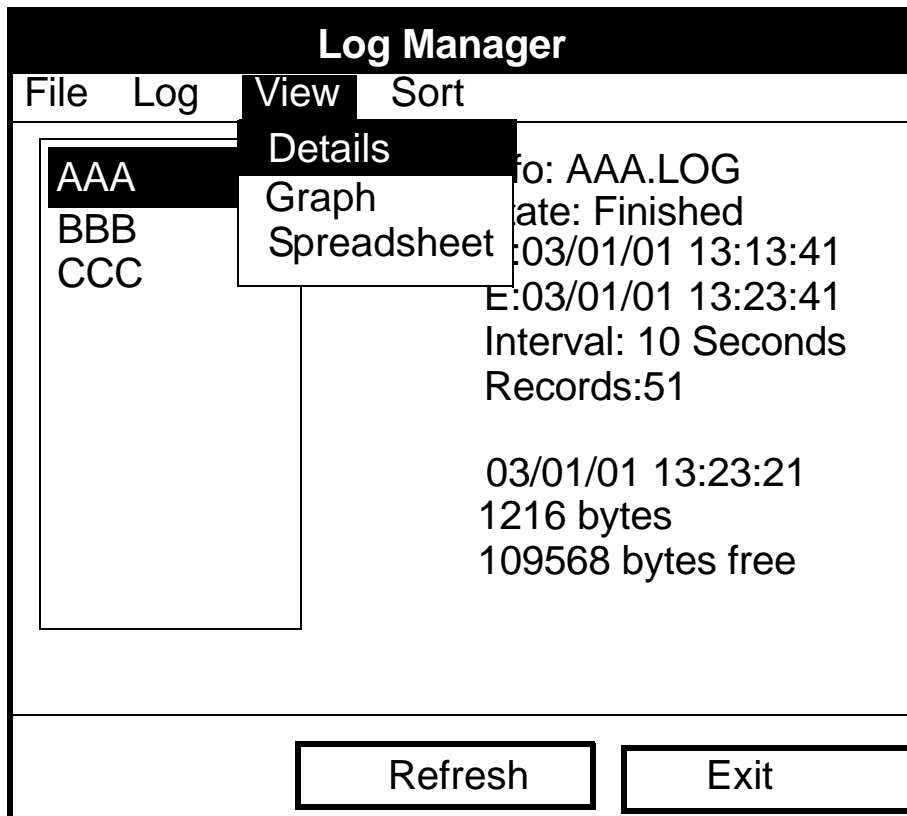 Log Manager
File Log View Sort
Details
Graph
Spreadsheet
AAA
BBB
CCC
fo: AAA.LOG
tate: Finished
:03/01/01 13:13:41
E:03/01/01 13:23:41
Interval: 10 Seconds
Records:51
03/01/01 13:23:21
1216 bytes
109568 bytes free
Refresh Exit